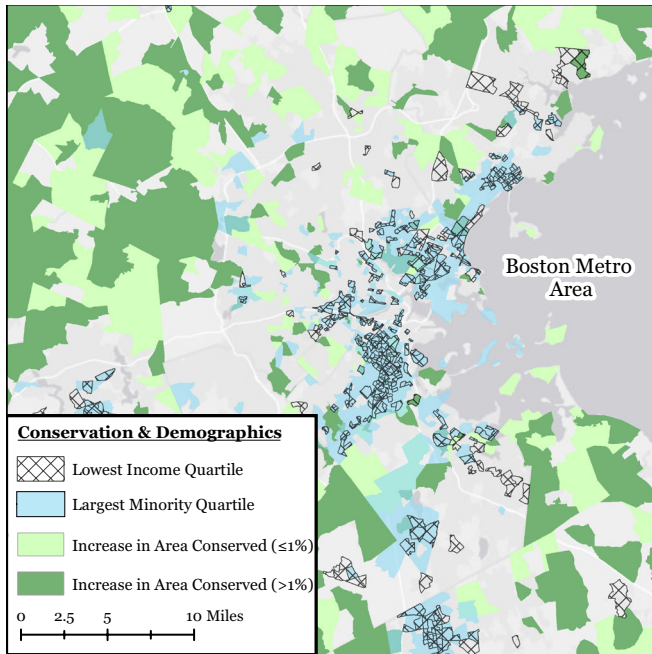 Boston Metro
Area
Conservation & Demographics
Lowest Income Quartile
Largest Minority Quartile
Increase in Area Conserved (≤1%)
Increase in Area Conserved (>1%)
0 2.5 5 10 Miles